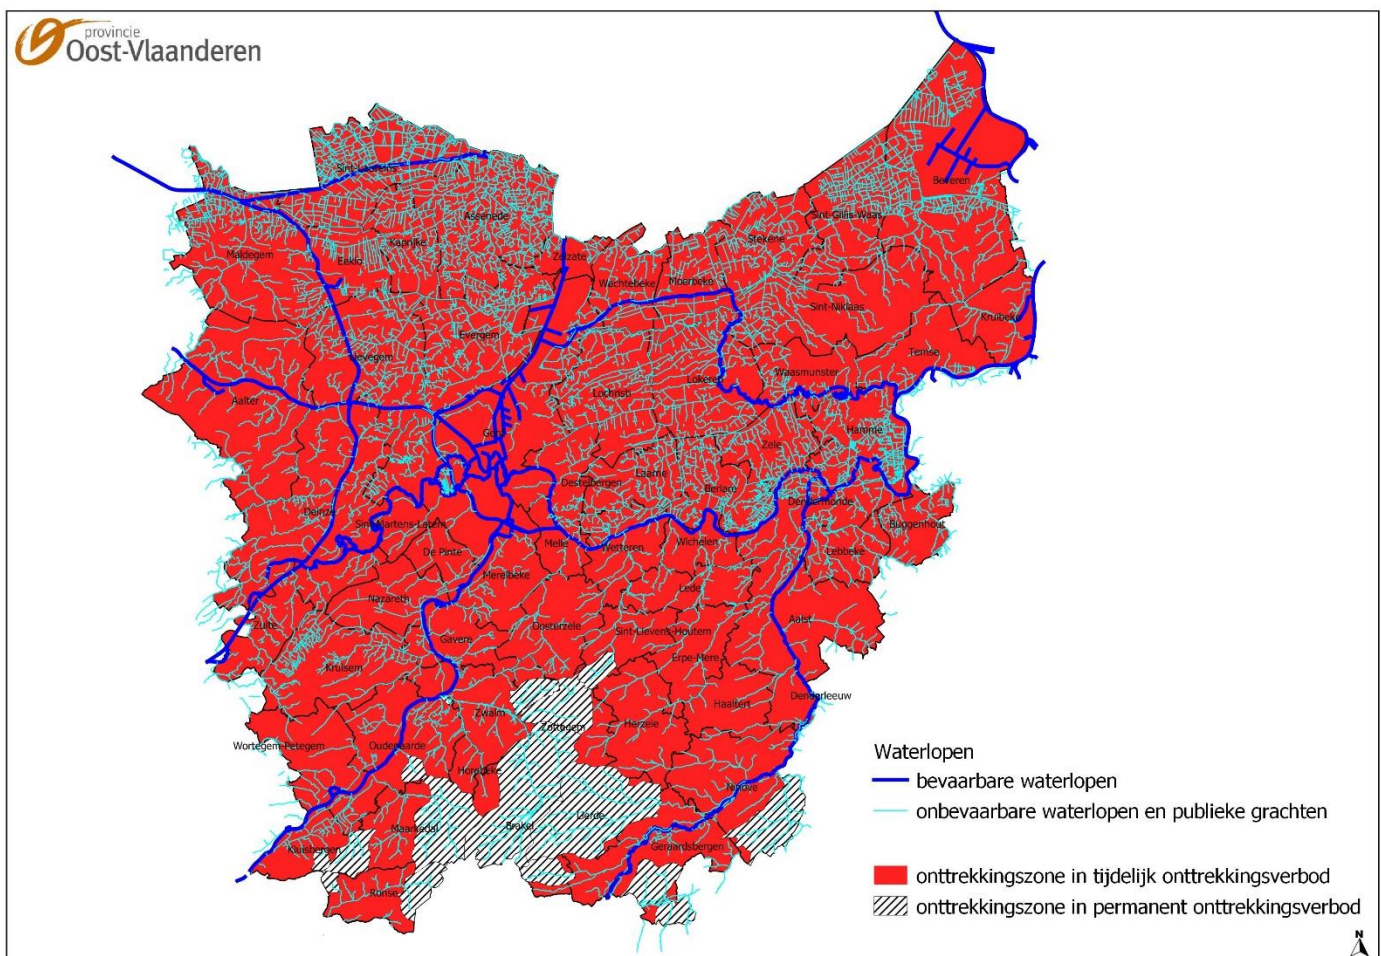 provincie
Oost-Vlaanderen
Sint-Laureins
Assenede
Kaprijke
Maldegem
Eeklo
Zelzate
Wachtebeke
Moerbeke
Stekene
Sint-Gillis-Waas
Beveren
Sint-Niklaas
Kruibeke
Temse
Evergem
Lievegem
Waasmunster
Lokeren
Lochristi
Aalter
Gent
Hamme
Zele
Laarne
Destelbergen
Berlare
Dendermonde
Deinze
Sint-Martens-Latem
Buggenhout
Melle
Wetteren
Wichelen
De Pinte
Lebbeke
Merelbeke
Lede
Nazareth
Aalst
Zulte
Oosterzele
Sint-Lievens-Houtem
Gavere
Erpe-Mere
Kruisem
Denderleeuw
Haaltert
Zwalm
Zottegem
Herzele
Wortegem-Petegem
Oudenaarde
Horebeke
Ninove
Lierde
Brakel
Maarkedal
Kluisbergen
Geraardsbergen
Ronse
Waterlopen
bevaarbare waterlopen
onbevaarbare waterlopen en publieke grachten
onttrekkingszone in tijdelijk onttrekkingsverbod
onttrekkingszone in permanent onttrekkingsverbod
N